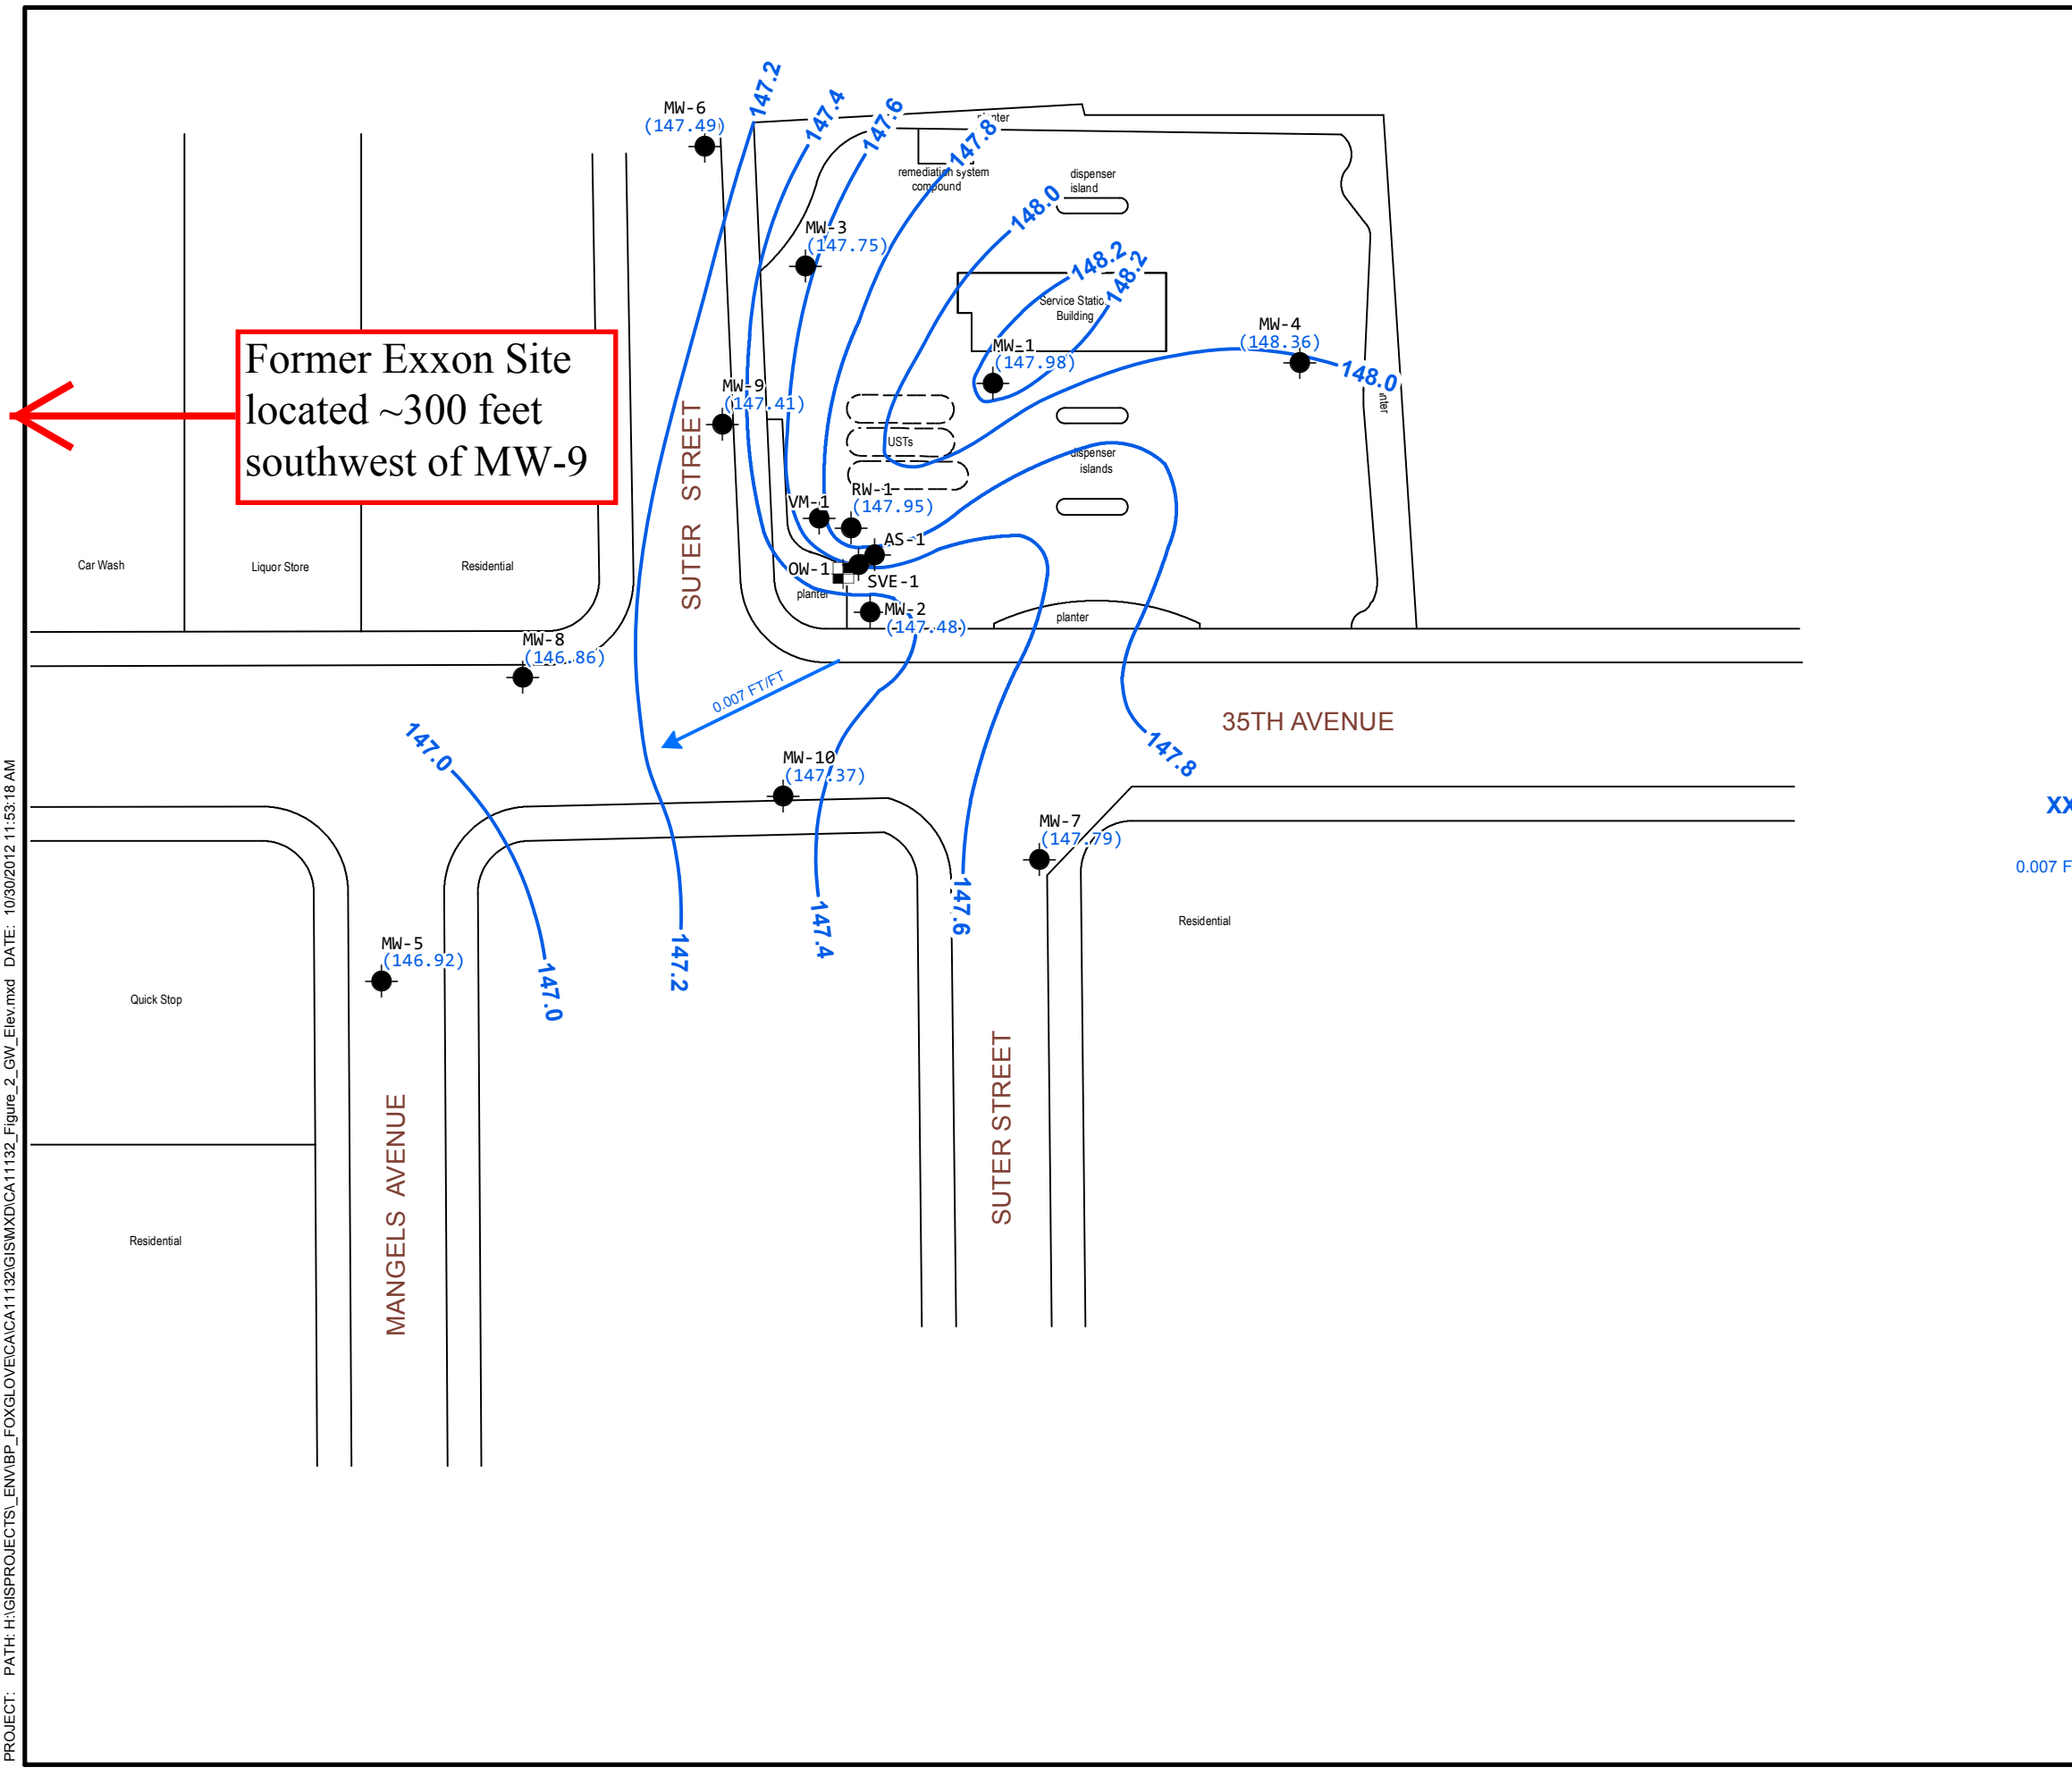 147.2
147.4
147.6
147.8
MW-6
(147.49)
planter
remediation system
compound
dispenser
island
148.0
MW-3
(147.75)
148.2
148.2
Service Station
Building
MW-4
(148.36)
148.0
Former Exxon Site
located ~300 feet
southwest of MW-9
MW-1
(147.98)
MW-9
(147.41)
SUTER STREET
USTs
dispenser
islands
VM-1
RW-1
(147.95)
AS-1
OW-1
SVE-1
planter
MW-2
(147.48)
planter
Car Wash
Liquor Store
Residential
MW-8
(146.86)
0.007 FT/FT
35TH AVENUE
147.0
147.8
MW-10
(147.37)
MW-7
(147.79)
XX
0.007 F
147.6
147.4
147.2
147.0
Residential
MW-5
(146.92)
Quick Stop
MANGELS AVENUE
SUTER STREET
Residential
PROJECT: PATH: H:\GISPROJECTS\_ENV\BP_FOXGLOVE\CA\CA11132\GIS\MXD\CA11132_Figure_2_GW_Elev.mxd DATE: 10/30/2012 11:53:18 AM